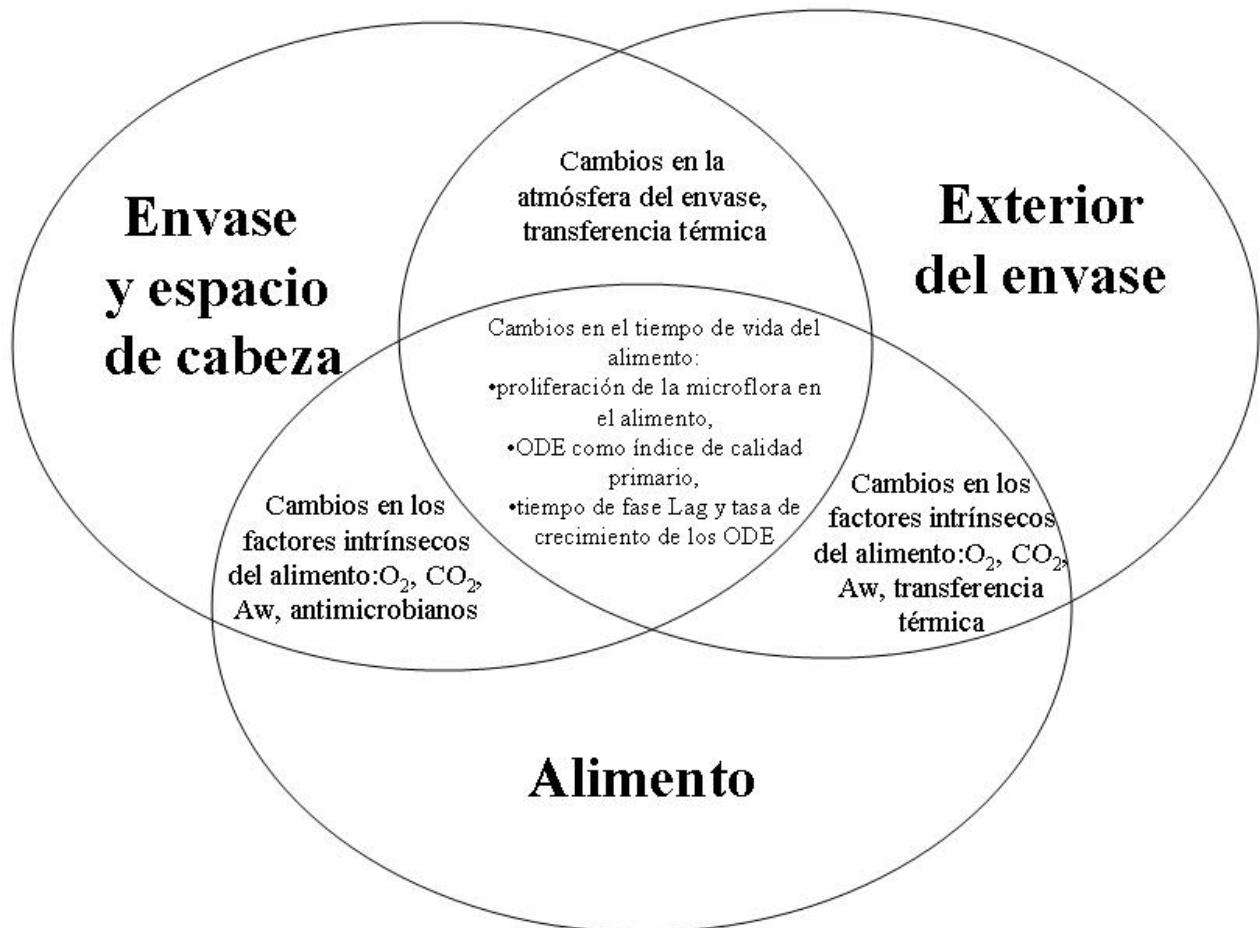 Envase
y espacio
de cabeza
Cambios en la
atmósfera del envase,
transferencia térmica
Exterior
del envase
Cambios en el tiempo de vida del
alimento:
•proliferación de la microflora en
el alimento,
•ODE como índice de calidad
primario,
•tiempo de fase Lag y tasa de
crecimiento de los ODE
Cambios en los
factores intrínsecos
del alimento:O₂, CO₂,
Aw, antimicrobianos
Cambios en los
factores intrínsecos
del alimento:O₂, CO₂,
Aw, transferencia
térmica
Alimento